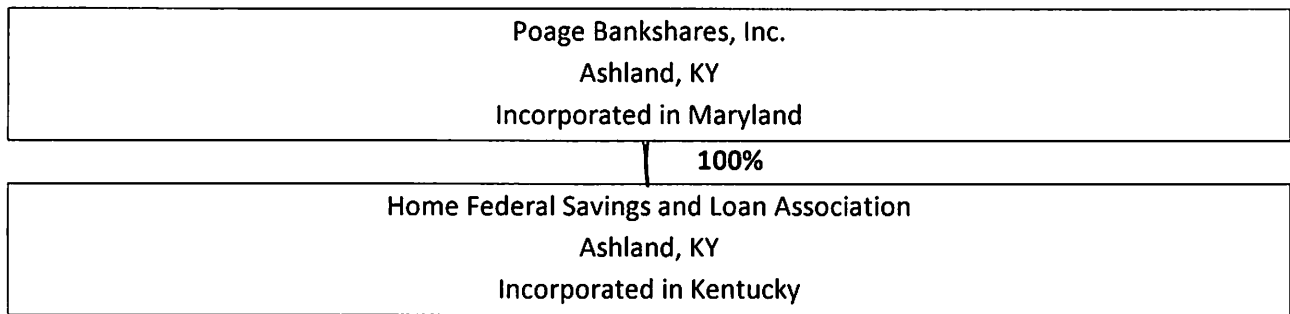 Poage Bankshares, Inc.
Ashland, KY
Incorporated in Maryland
100%
Home Federal Savings and Loan Association
Ashland, KY
Incorporated in Kentucky